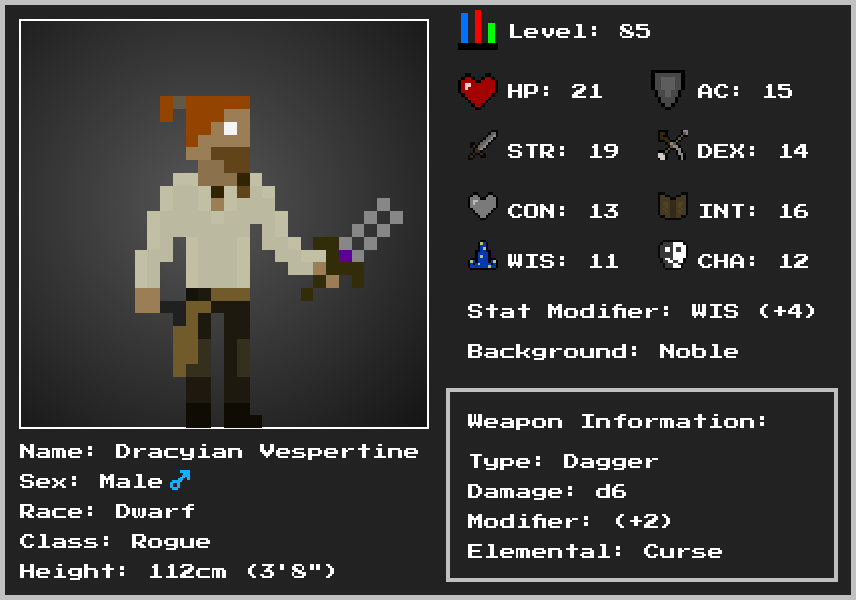 Level: 85
HP: 21 AC: 15
STR: 19 DEX: 14
CON: 13 INT: 16
WIS: 11 CHA: 12
Stat Modifier: WIS (+4)
Background: Noble
Weapon Information:
Type: Dagger
Damage: d6
Modifier: (+2)
Elemental: Curse
Name: Dracyian Vespertine
Sex: Male♂
Race: Dwarf
Class: Rogue
Height: 112cm (3'8")